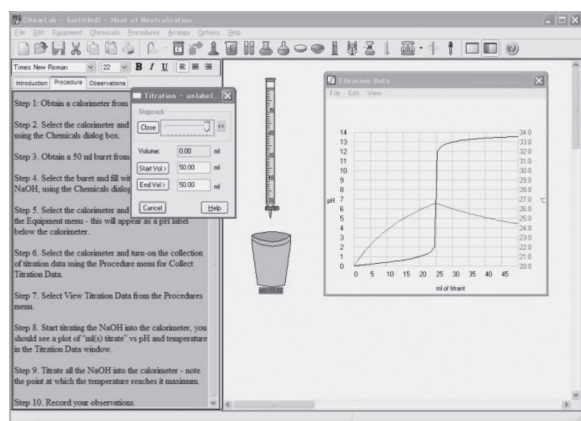 ChemLab - [untitled] - Heat of Neutralization
File Edit Equipment Chemicals Procedures Arrange Options Help
Times New Roman 22 B I U
Introduction Procedure Observations
Step 1: Obtain a calorimeter from
Step 2. Select the calorimeter and
using the Chemicals dialog box.
Step 3. Obtain a 50 ml buret from
Step 4. Select the buret and fill wit
NaOH, using the Chemicals dialog
Step 5. Select the calorimeter and
the Equipment menu - this will appear as a pH label
below the calorimeter.
Step 6. Select the calorimeter and turn-on the collection
of titration data using the Procedure menu for Collect
Titration Data.
Step 7. Select View Titration Data from the Procedures
menu.
Step 8. Start titrating the NaOH into the calorimeter, you
should see a plot of "ml(s) titrate" vs pH and temperature
in the Titration Data window.
Step 9. Titrate all the NaOH into the calorimeter - note
the point at which the temperature reaches it maximum.
Step 10. Record your observations.
Titration - unlabel..
Stopcock
Close
Volume: 0.00 ml
Start Vol> 50.00 ml
End Vol> 50.00 ml
Cancel Help
Titration Data
File Edit View
14 34.0
13 33.0
12 32.0
11 31.0
10 30.0
9 29.0
8 28.0
pH 7 27.0 °C
6 26.0
5 25.0
4 24.0
3 23.0
2 22.0
1 21.0
0 20.0
0 5 10 15 20 25 30 35 40 45
ml of titrant